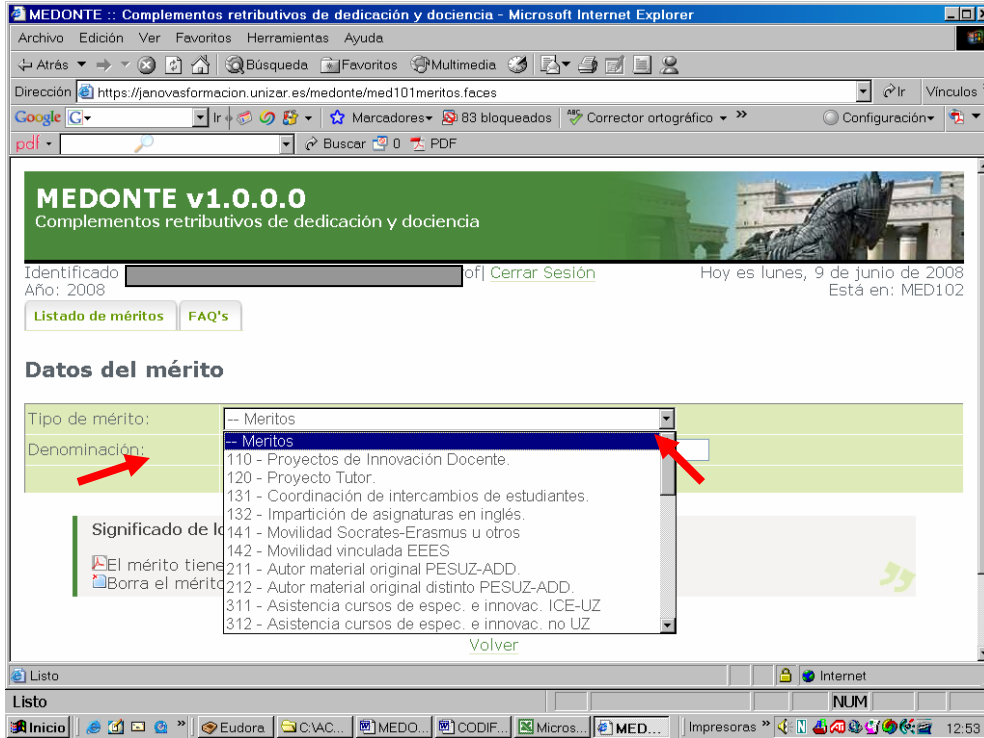 MEDONTE :: Complementos retributivos de dedicación y dociencia - Microsoft Internet Explorer
Archivo Edición Ver Favoritos Herramientas Ayuda
Atrás Búsqueda Favoritos Multimedia
Dirección https://janovasformacion.unizar.es/medonte/med101meritos.faces Ir Vínculos
Google G Ir Marcadores 83 bloqueados ABC Corrector ortográfico » Configuración
pdf Buscar 0 PDF
MEDONTE v1.0.0.0
Complementos retributivos de dedicación y dociencia
Identificado of| Cerrar Sesión Hoy es lunes, 9 de junio de 2008
Año: 2008 Está en: MED102
Listado de méritos FAQ's
Datos del mérito
Tipo de mérito: -- Meritos
Denominación:
-- Meritos
110 - Proyectos de Innovación Docente.
120 - Proyecto Tutor.
131 - Coordinación de intercambios de estudiantes.
132 - Impartición de asignaturas en inglés.
141 - Movilidad Socrates-Erasmus u otros
142 - Movilidad vinculada EEES
211 - Autor material original PESUZ-ADD.
212 - Autor material original distinto PESUZ-ADD.
311 - Asistencia cursos de espec. e innovac. ICE-UZ
312 - Asistencia cursos de espec. e innovac. no UZ
Significado de lo
El mérito tiene
Borra el mérito
Volver
Listo Internet
Listo NUM
Inicio » Eudora C:\AC... MEDO... CODIF... Micros... MED... Impresoras » 12:53